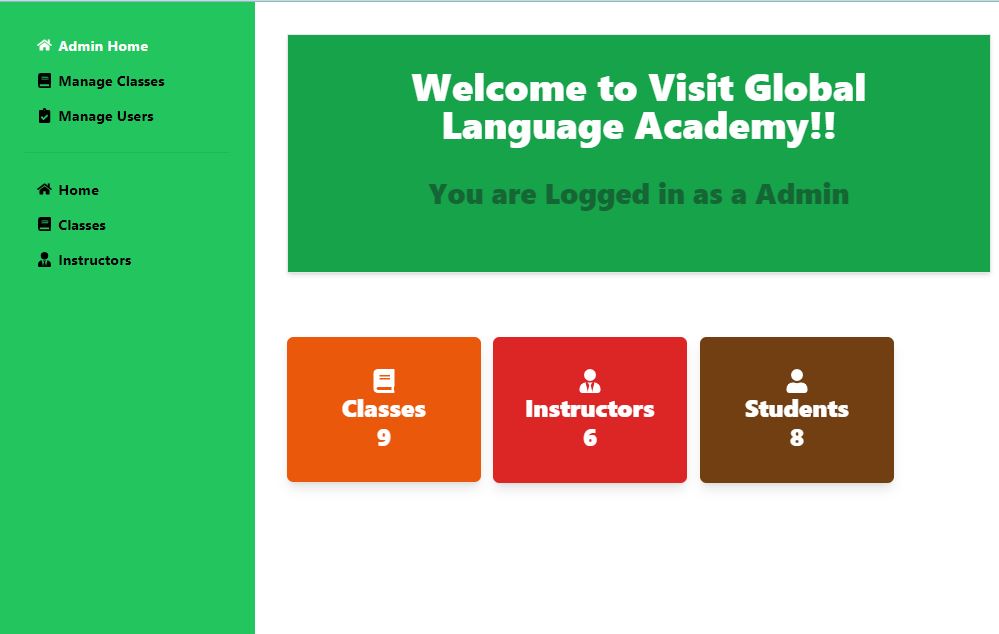 Admin Home
Manage Classes
Manage Users
Home
Classes
Instructors
Welcome to Visit Global
Language Academy!!
You are Logged in as a Admin
Classes
9
Instructors
6
Students
8